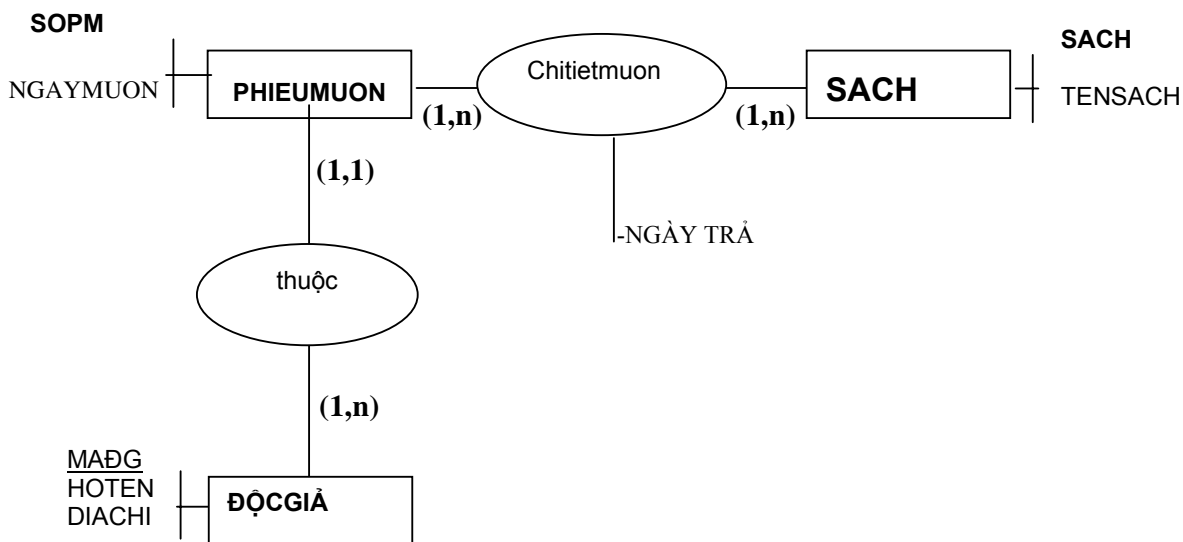 SOPM
NGAYMUON
PHIEUMUON
(1,n)
Chitietmuon
(1,n)
SACH
SACH
TENSACH
(1,1)
-NGÀY TRẢ
thuộc
(1,n)
MAĐG
HOTEN
DIACHI
ĐỘCGIẢ